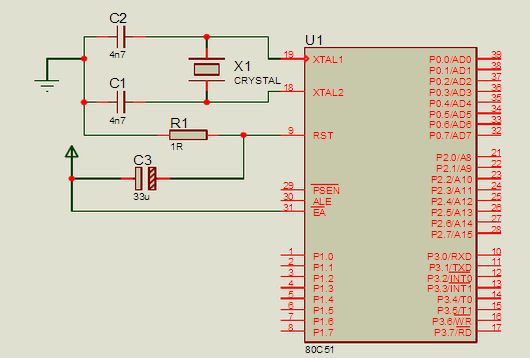 C2
4n7
X1
CRYSTAL
C1
4n7
R1
1R
C3
33u
U1
19 XTAL1
18 XTAL2
9 RST
29 PSEN
30 ALE
31 EA
1 P1.0
2 P1.1
3 P1.2
4 P1.3
5 P1.4
6 P1.5
7 P1.6
8 P1.7
P0.0/AD0 39
P0.1/AD1 38
P0.2/AD2 37
P0.3/AD3 36
P0.4/AD4 35
P0.5/AD5 34
P0.6/AD6 33
P0.7/AD7 32
P2.0/A8 21
P2.1/A9 22
P2.2/A10 23
P2.3/A11 24
P2.4/A12 25
P2.5/A13 26
P2.6/A14 27
P2.7/A15 28
P3.0/RXD 10
P3.1/TXD 11
P3.2/INT0 12
P3.3/INT1 13
P3.4/T0 14
P3.5/T1 15
P3.6/WR 16
P3.7/RD 17
80C51